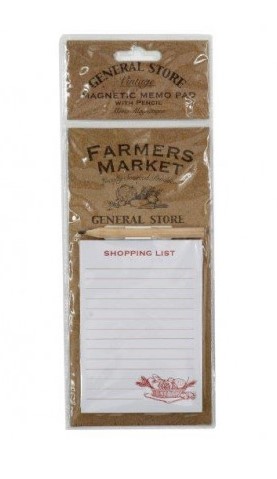 GENERAL STORE
Vintage
MAGNETIC MEMO PAD
WITH PENCIL
FARMERS
MARKET
GENERAL STORE
SHOPPING LIST